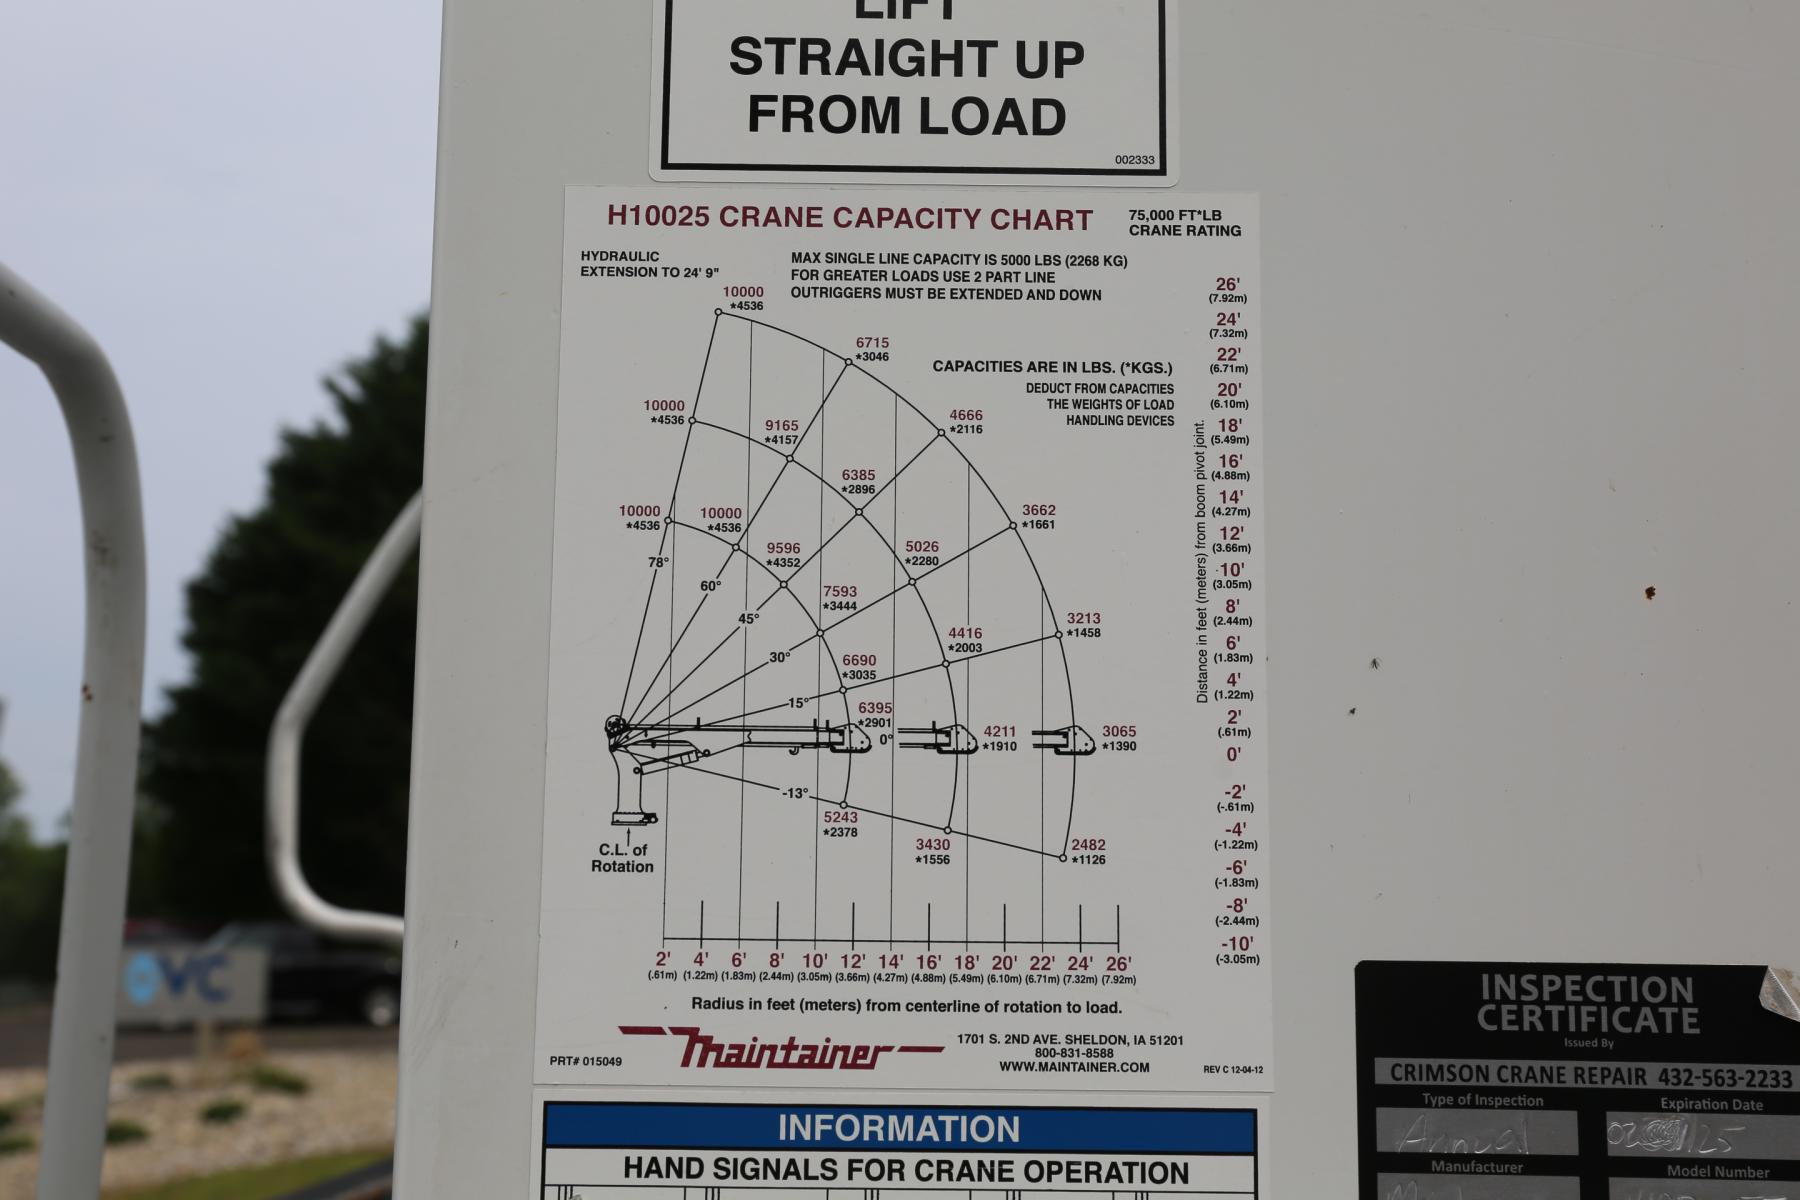 LIFT
STRAIGHT UP
FROM LOAD
002333
H10025 CRANE CAPACITY CHART
75,000 FT*LB
CRANE RATING
HYDRAULIC
EXTENSION TO 24' 9"
MAX SINGLE LINE CAPACITY IS 5000 LBS (2268 KG)
FOR GREATER LOADS USE 2 PART LINE
OUTRIGGERS MUST BE EXTENDED AND DOWN
CAPACITIES ARE IN LBS. (*KGS.)
DEDUCT FROM CAPACITIES
THE WEIGHTS OF LOAD
HANDLING DEVICES
10000
*4536
6715
*3046
10000
*4536
9165
*4157
4666
*2116
6385
*2896
10000
*4536
10000
*4536
3662
*1661
9596
*4352
5026
*2280
7593
*3444
3213
*1458
4416
*2003
6690
*3035
6395
*2901
4211
*1910
3065
*1390
5243
*2378
3430
*1556
2482
*1126
78°
60°
45°
30°
15°
0°
-13°
C.L. of
Rotation
Distance in feet (meters) from boom pivot joint.
26'
(7.92m)
24'
(7.32m)
22'
(6.71m)
20'
(6.10m)
18'
(5.49m)
16'
(4.88m)
14'
(4.27m)
12'
(3.66m)
10'
(3.05m)
8'
(2.44m)
6'
(1.83m)
4'
(1.22m)
2'
(.61m)
0'
-2'
(-.61m)
-4'
(-1.22m)
-6'
(-1.83m)
-8'
(-2.44m)
-10'
(-3.05m)
2' 4' 6' 8' 10' 12' 14' 16' 18' 20' 22' 24' 26'
(.61m) (1.22m) (1.83m) (2.44m) (3.05m) (3.66m) (4.27m) (4.88m) (5.49m) (6.10m) (6.71m) (7.32m) (7.92m)
Radius in feet (meters) from centerline of rotation to load.
PRT# 015049
Maintainer
1701 S. 2ND AVE. SHELDON, IA 51201
800-831-8588
WWW.MAINTAINER.COM
REV C 12-04-12
INFORMATION
HAND SIGNALS FOR CRANE OPERATION
INSPECTION
CERTIFICATE
Issued By
CRIMSON CRANE REPAIR 432-563-2233
Type of Inspection
Expiration Date
Annual
Manufacturer
Model Number
VC